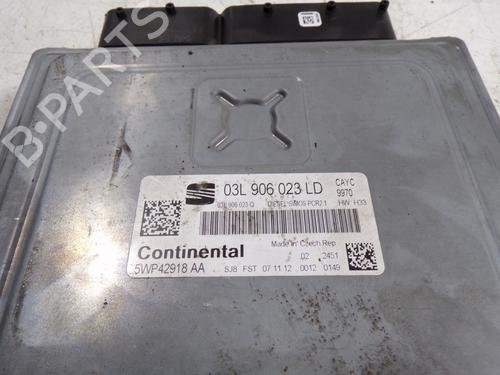 B-PARTS
03L 906 023 LD
CAYC
9970
03L 906 023 Q
DIESEL SIMOS PCR2.1
HW H33
Made in Czech Rep
Continental
02 2451
5WP42918 AA
SJ8 FST 07.11.12 0012 0149